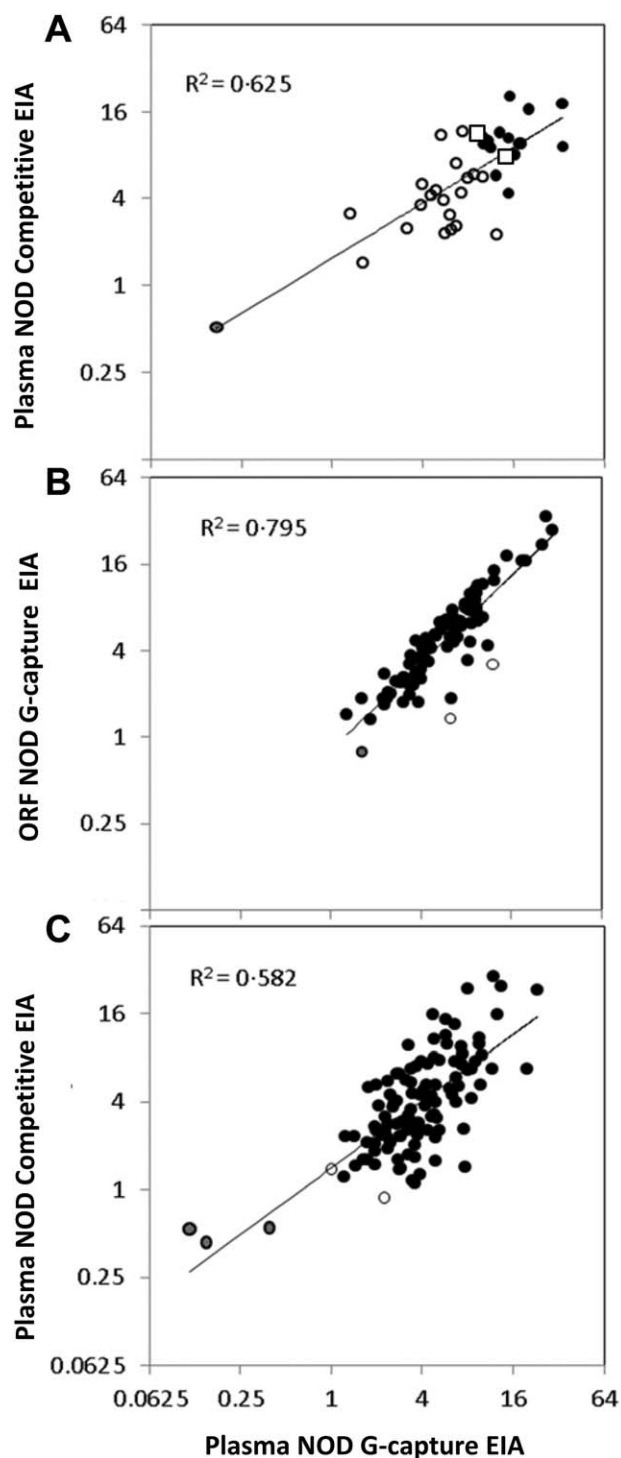 A
64
R² = 0·625
16
4
1
0.25
Plasma NOD Competitive EIA
B
64
R² = 0·795
16
4
1
0.25
ORF NOD G-capture EIA
C
64
R² = 0·582
16
4
1
0.25
0.0625
Plasma NOD Competitive EIA
0.0625 0.25 1 4 16 64
Plasma NOD G-capture EIA